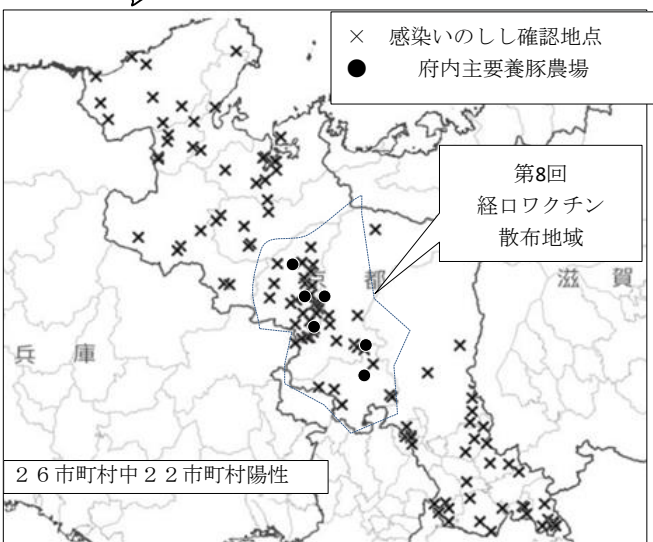 × 感染いのしし確認地点
● 府内主要養豚農場
第8回
経口ワクチン
散布地域
京 都
滋 賀
兵 庫
26市町村中22市町村陽性